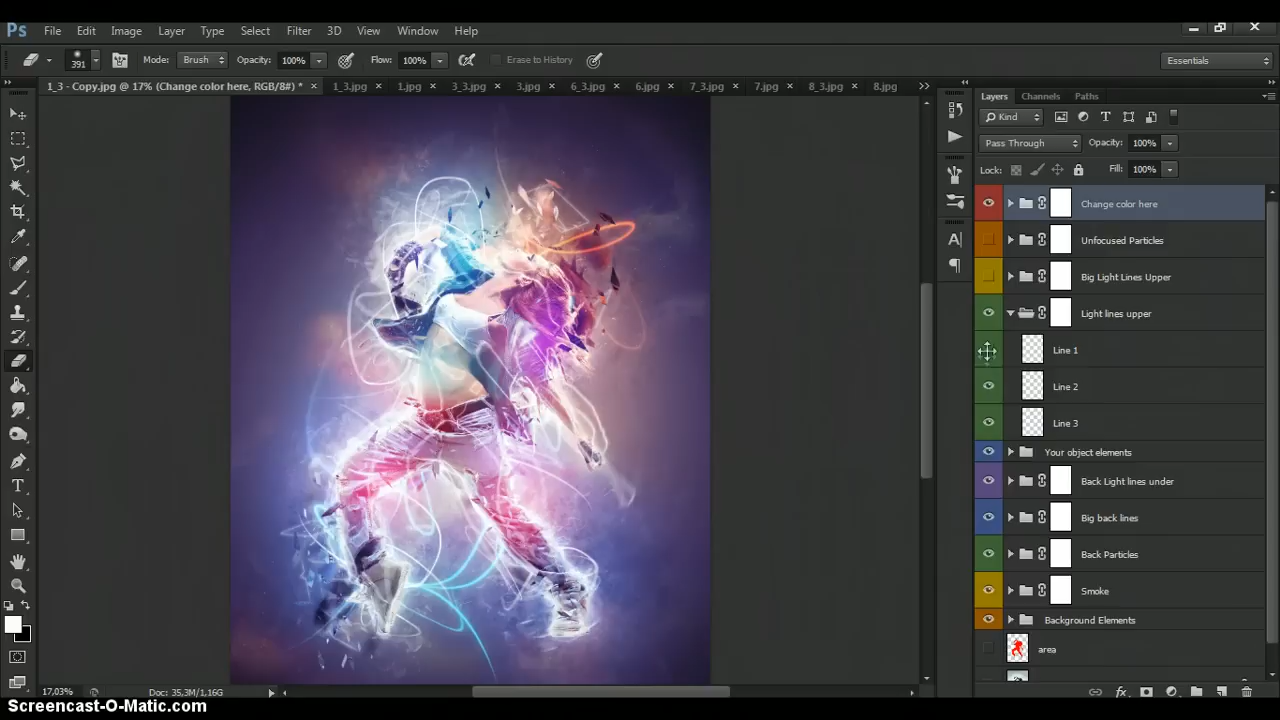 Ps File Edit Image Layer Type Select Filter 3D View Window Help
391 Mode: Brush Opacity: 100% Flow: 100% Erase to History Essentials
1_3 - Copy.jpg @ 17% (Change color here, RGB/8#) * 1_3.jpg 1.jpg 3_3.jpg 3.jpg 6_3.jpg 6.jpg 7_3.jpg 7.jpg 8_3.jpg 8.jpg
Layers Channels Paths
Kind
Pass Through Opacity: 100%
Lock: Fill: 100%
Change color here
Unfocused Particles
Big Light Lines Upper
Light lines upper
Line 1
Line 2
Line 3
Your object elements
Back Light lines under
Big back lines
Back Particles
Smoke
Background Elements
area
17,03% Doc: 35,3M/1,16G
Screencast-O-Matic.com